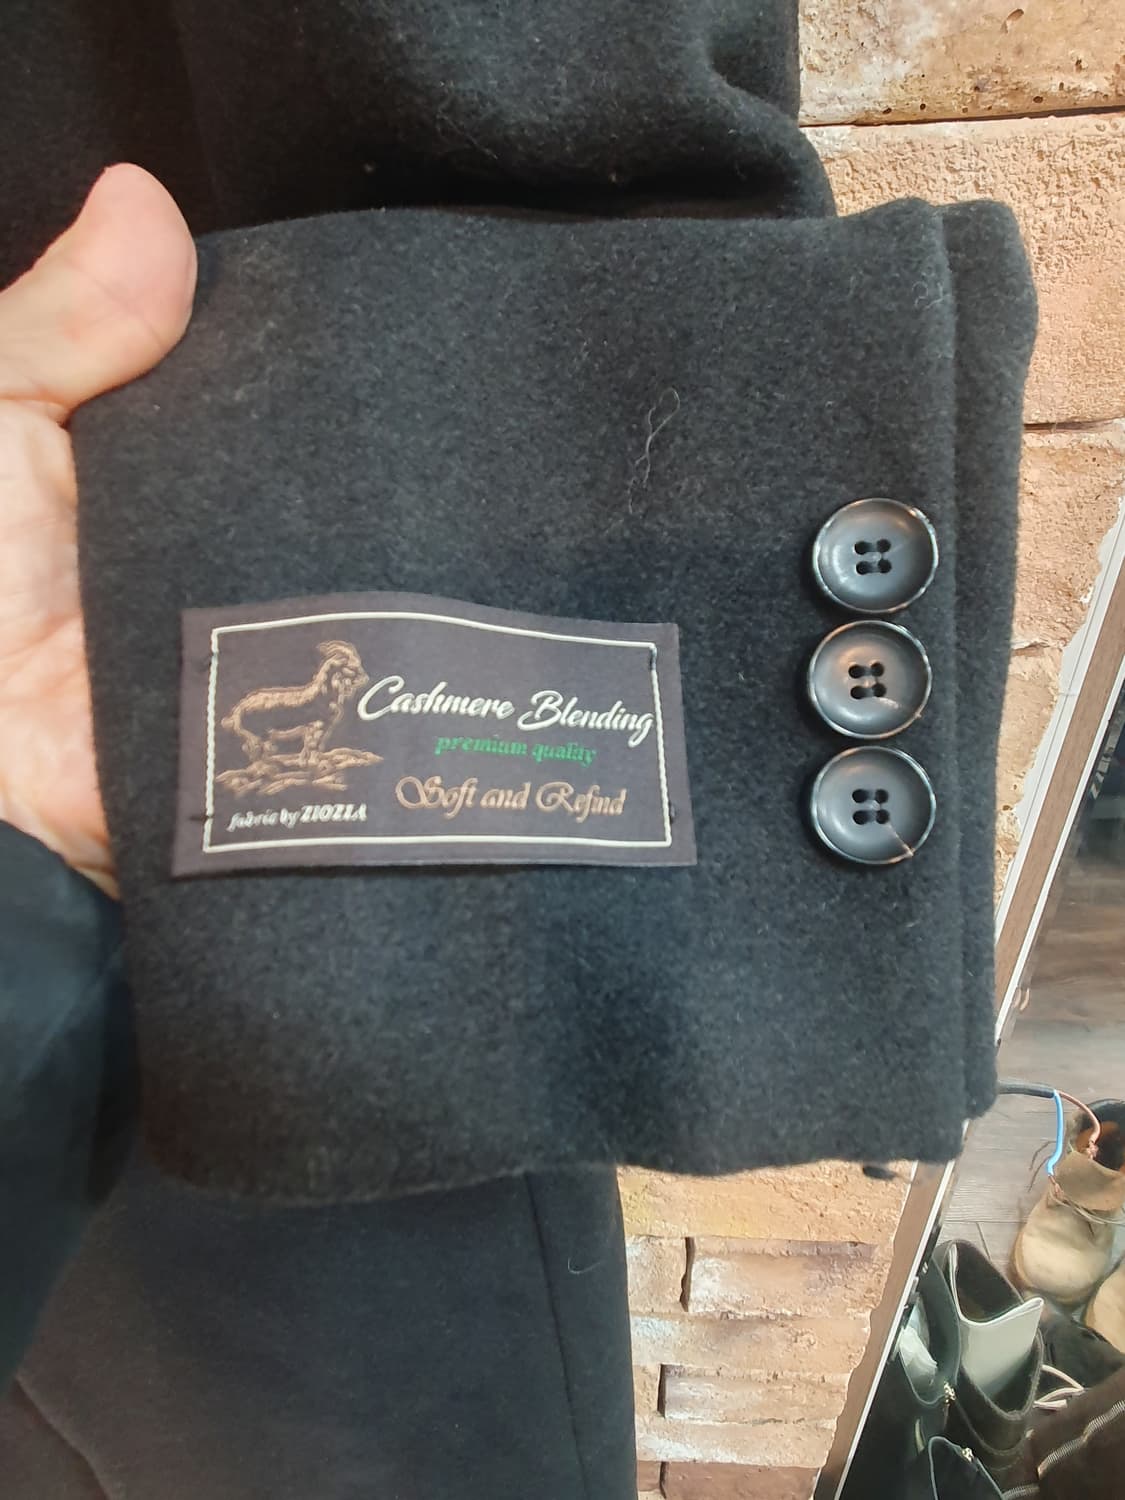 Cashmere Blending
premium quality
Soft and Refind
fabric by ZIOZIA